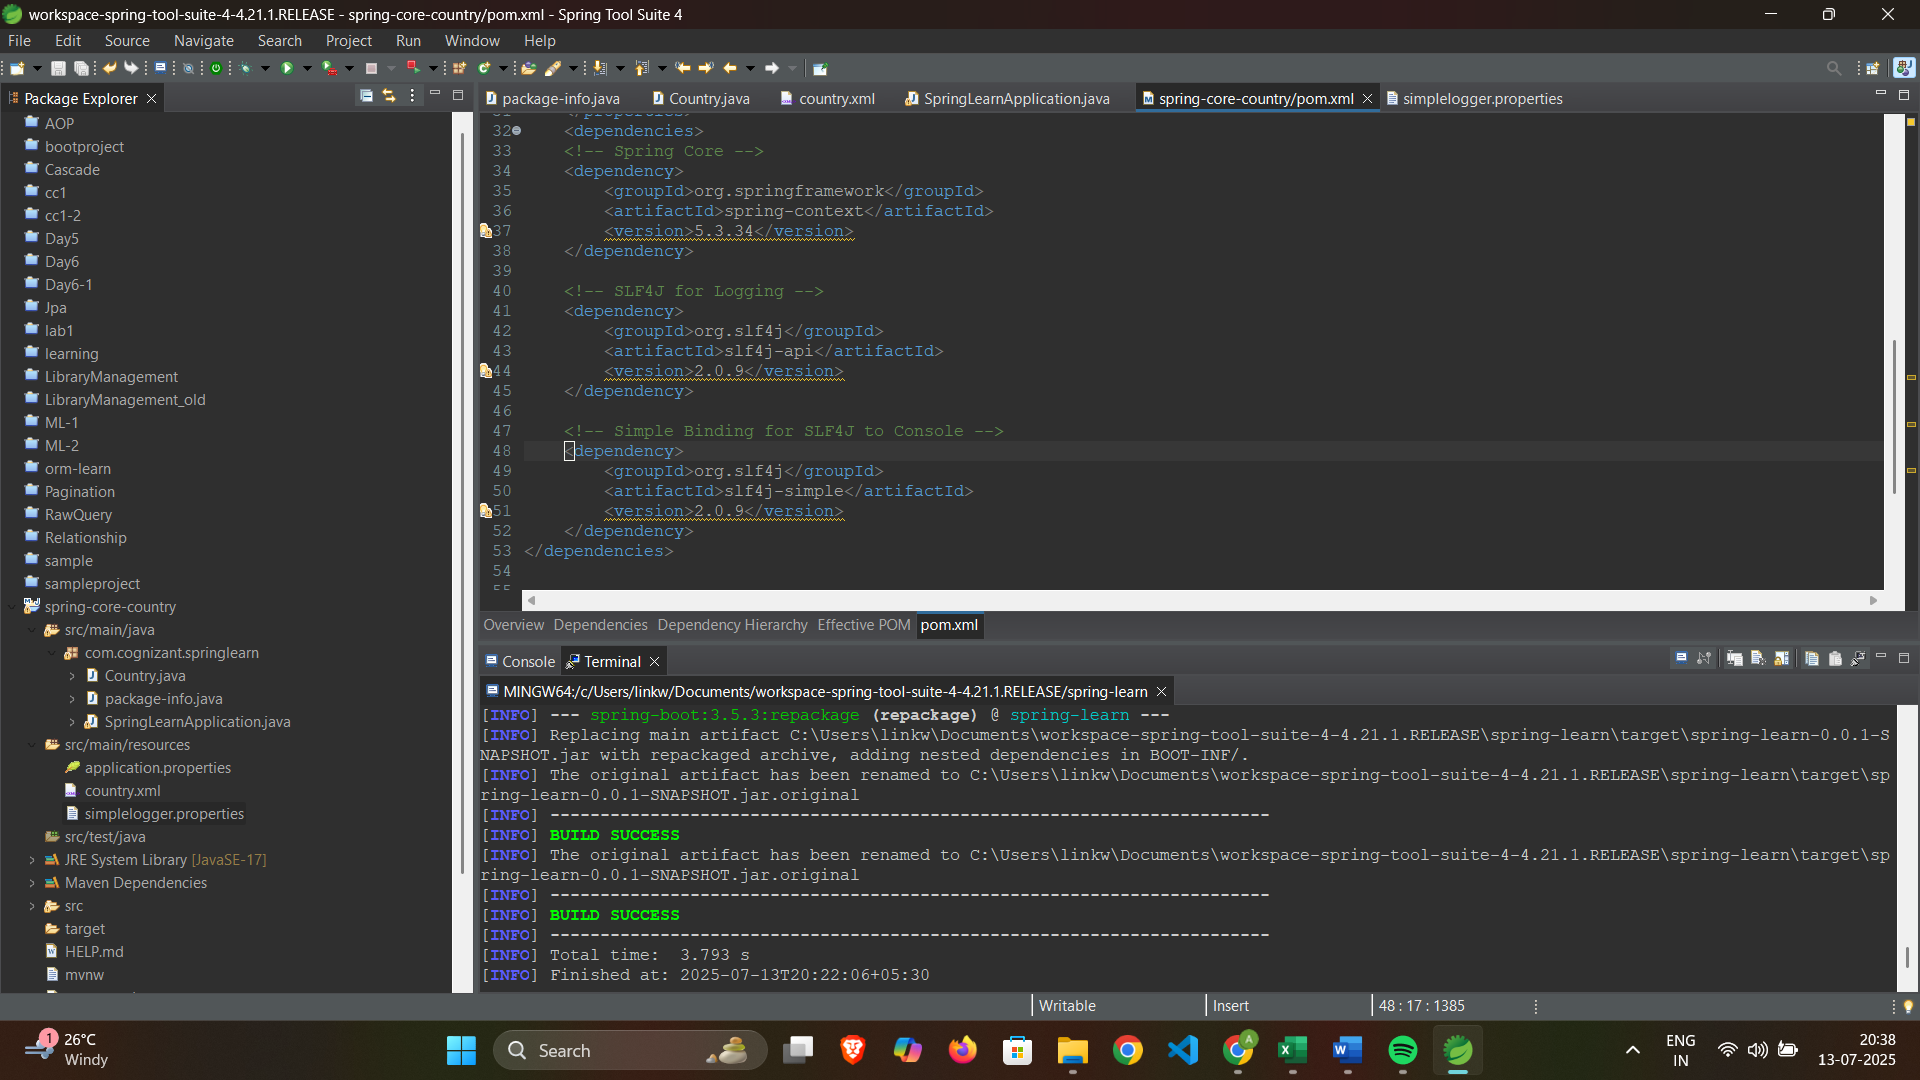 workspace-spring-tool-suite-4-4.21.1.RELEASE - spring-core-country/pom.xml - Spring Tool Suite 4
File Edit Source Navigate Search Project Run Window Help
Package Explorer
AOP
bootproject
Cascade
cc1
cc1-2
Day5
Day6
Day6-1
Jpa
lab1
learning
LibraryManagement
LibraryManagement_old
ML-1
ML-2
orm-learn
Pagination
RawQuery
Relationship
sample
sampleproject
spring-core-country
src/main/java
com.cognizant.springlearn
Country.java
package-info.java
SpringLearnApplication.java
src/main/resources
application.properties
country.xml
simplelogger.properties
src/test/java
JRE System Library [JavaSE-17]
Maven Dependencies
src
target
HELP.md
mvnw
package-info.java Country.java country.xml SpringLearnApplication.java spring-core-country/pom.xml simplelogger.properties
32 <dependencies>
33 <!-- Spring Core -->
34 <dependency>
35 <groupId>org.springframework</groupId>
36 <artifactId>spring-context</artifactId>
37 <version>5.3.34</version>
38 </dependency>
39
40 <!-- SLF4J for Logging -->
41 <dependency>
42 <groupId>org.slf4j</groupId>
43 <artifactId>slf4j-api</artifactId>
44 <version>2.0.9</version>
45 </dependency>
46
47 <!-- Simple Binding for SLF4J to Console -->
48 <dependency>
49 <groupId>org.slf4j</groupId>
50 <artifactId>slf4j-simple</artifactId>
51 <version>2.0.9</version>
52 </dependency>
53 </dependencies>
54
Overview Dependencies Dependency Hierarchy Effective POM pom.xml
Console Terminal
MINGW64:/c/Users/linkw/Documents/workspace-spring-tool-suite-4-4.21.1.RELEASE/spring-learn
[INFO] --- spring-boot:3.5.3:repackage (repackage) @ spring-learn ---
[INFO] Replacing main artifact C:\Users\linkw\Documents\workspace-spring-tool-suite-4-4.21.1.RELEASE\spring-learn\target\spring-learn-0.0.1-S
NAPSHOT.jar with repackaged archive, adding nested dependencies in BOOT-INF/.
[INFO] The original artifact has been renamed to C:\Users\linkw\Documents\workspace-spring-tool-suite-4-4.21.1.RELEASE\spring-learn\target\sp
ring-learn-0.0.1-SNAPSHOT.jar.original
[INFO] ------------------------------------------------------------------------
[INFO] BUILD SUCCESS
[INFO] The original artifact has been renamed to C:\Users\linkw\Documents\workspace-spring-tool-suite-4-4.21.1.RELEASE\spring-learn\target\sp
ring-learn-0.0.1-SNAPSHOT.jar.original
[INFO] ------------------------------------------------------------------------
[INFO] BUILD SUCCESS
[INFO] ------------------------------------------------------------------------
[INFO] Total time:  3.793 s
[INFO] Finished at: 2025-07-13T20:22:06+05:30
Writable Insert 48 : 17 : 1385
1
26°C
Windy
Search
ENG
IN
20:38
13-07-2025